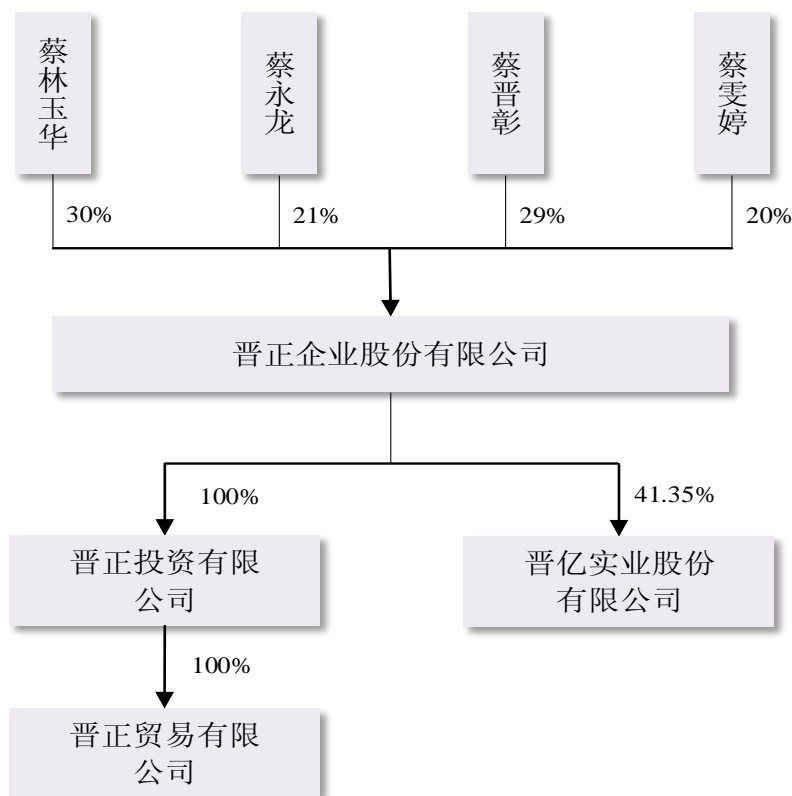 蔡林玉华
蔡永龙
蔡晋彰
蔡雯婷
30%
21%
29%
20%
晋正企业股份有限公司
100%
41.35%
晋正投资有限
公司
晋亿实业股份
有限公司
100%
晋正贸易有限
公司